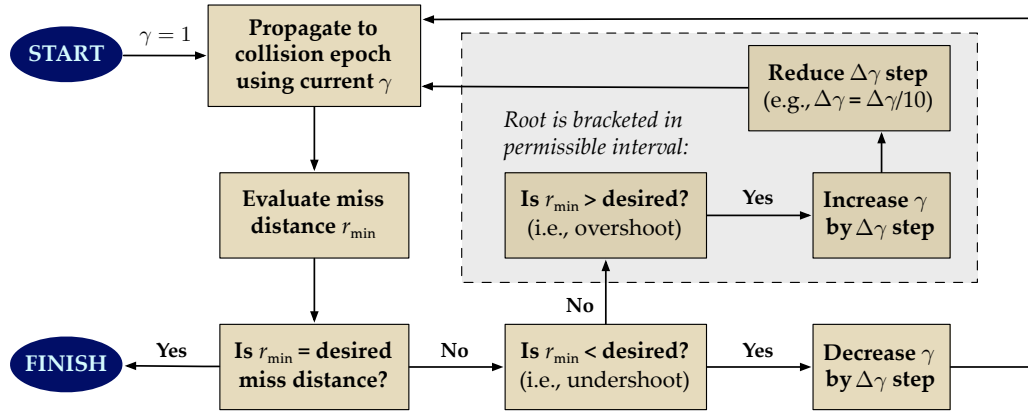 START
γ = 1
Propagate to
collision epoch
using current γ
Reduce Δγ step
(e.g., Δγ = Δγ/10)
Root is bracketed in
permissible interval:
Evaluate miss
distance r_min
Is r_min > desired?
(i.e., overshoot)
Yes
Increase γ
by Δγ step
No
FINISH
Yes
Is r_min = desired
miss distance?
No
Is r_min < desired?
(i.e., undershoot)
Yes
Decrease γ
by Δγ step